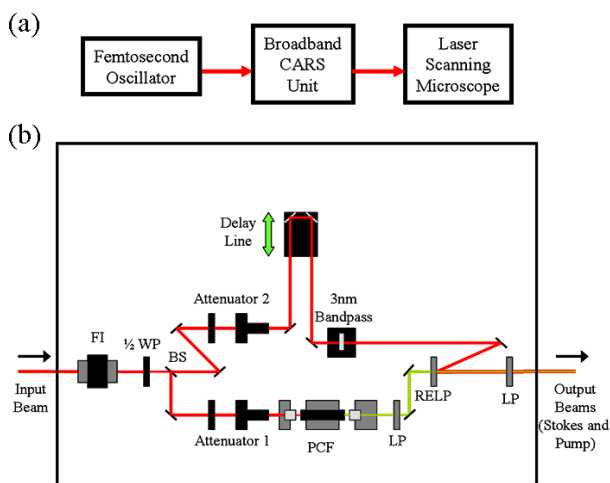 (a)
Femtosecond
Oscillator
Broadband
CARS
Unit
Laser
Scanning
Microscope
(b)
Delay
Line
Attenuator 2
3nm
Bandpass
FI
½ WP
BS
Input
Beam
Attenuator 1
PCF
LP
RELP
LP
Output
Beams
(Stokes and
Pump)